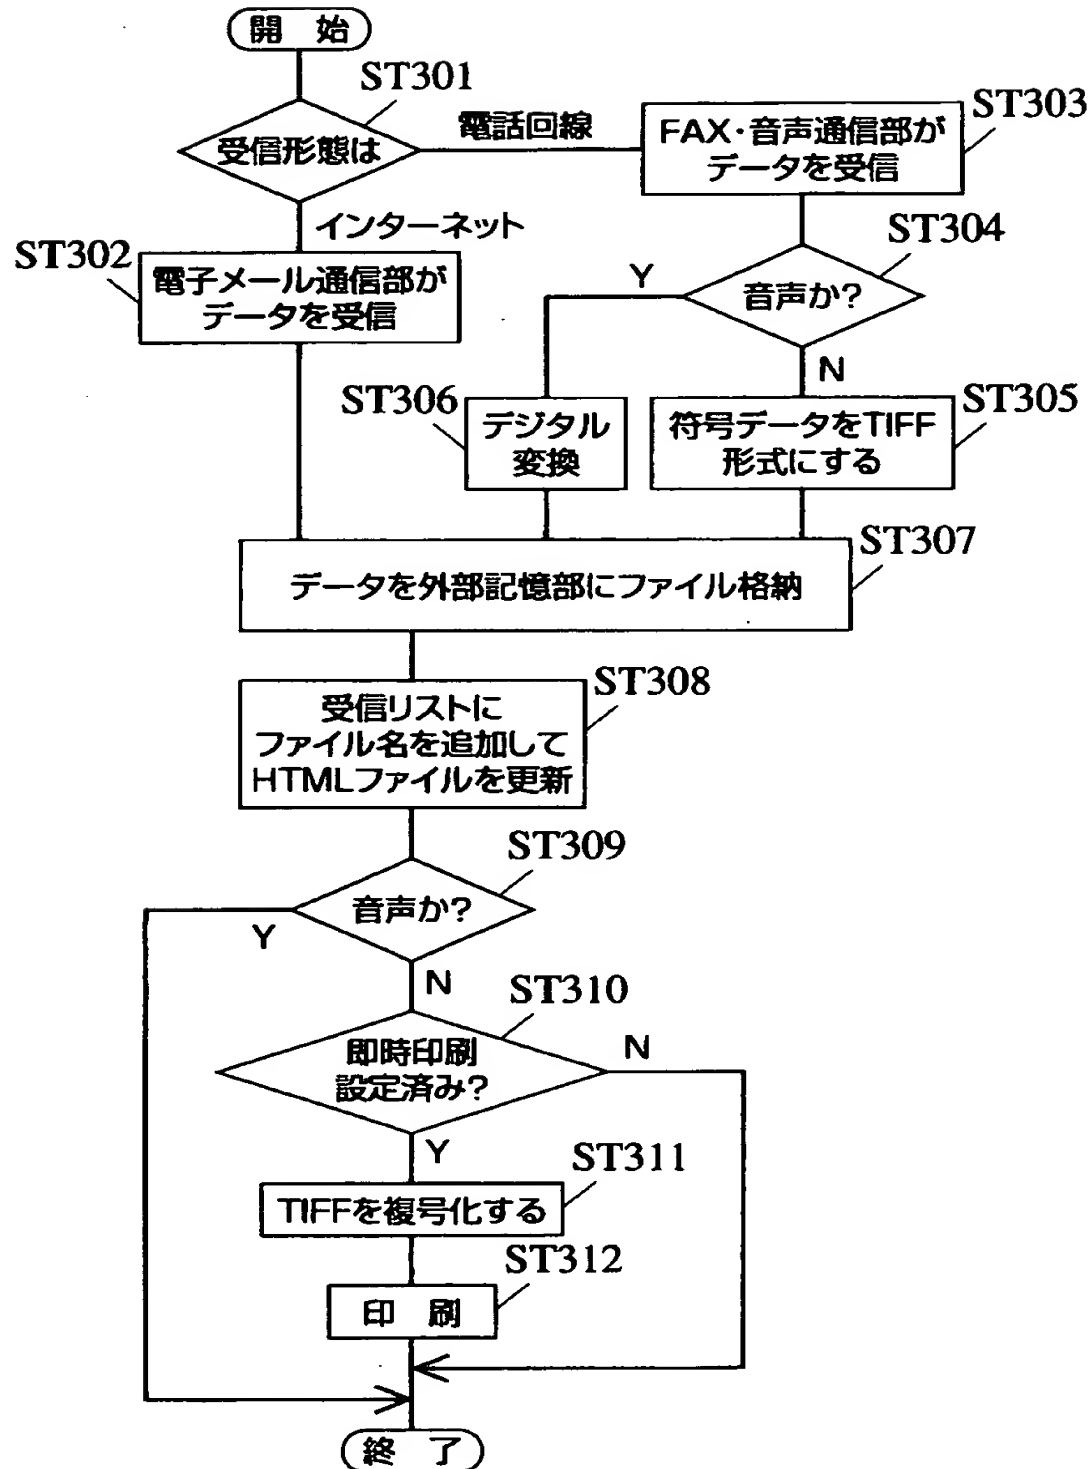 開 始
ST301
受信形態は
電話回線
ST303
FAX・音声通信部が
データを受信
インターネット
ST302
電子メール通信部が
データを受信
ST304
音声か?
Y
N
ST306
デジタル
変換
ST305
符号データをTIFF
形式にする
ST307
データを外部記憶部にファイル格納
ST308
受信リストに
ファイル名を追加して
HTMLファイルを更新
ST309
音声か?
Y
N
ST310
即時印刷
設定済み?
N
Y
ST311
TIFFを複号化する
ST312
印 刷
終 了